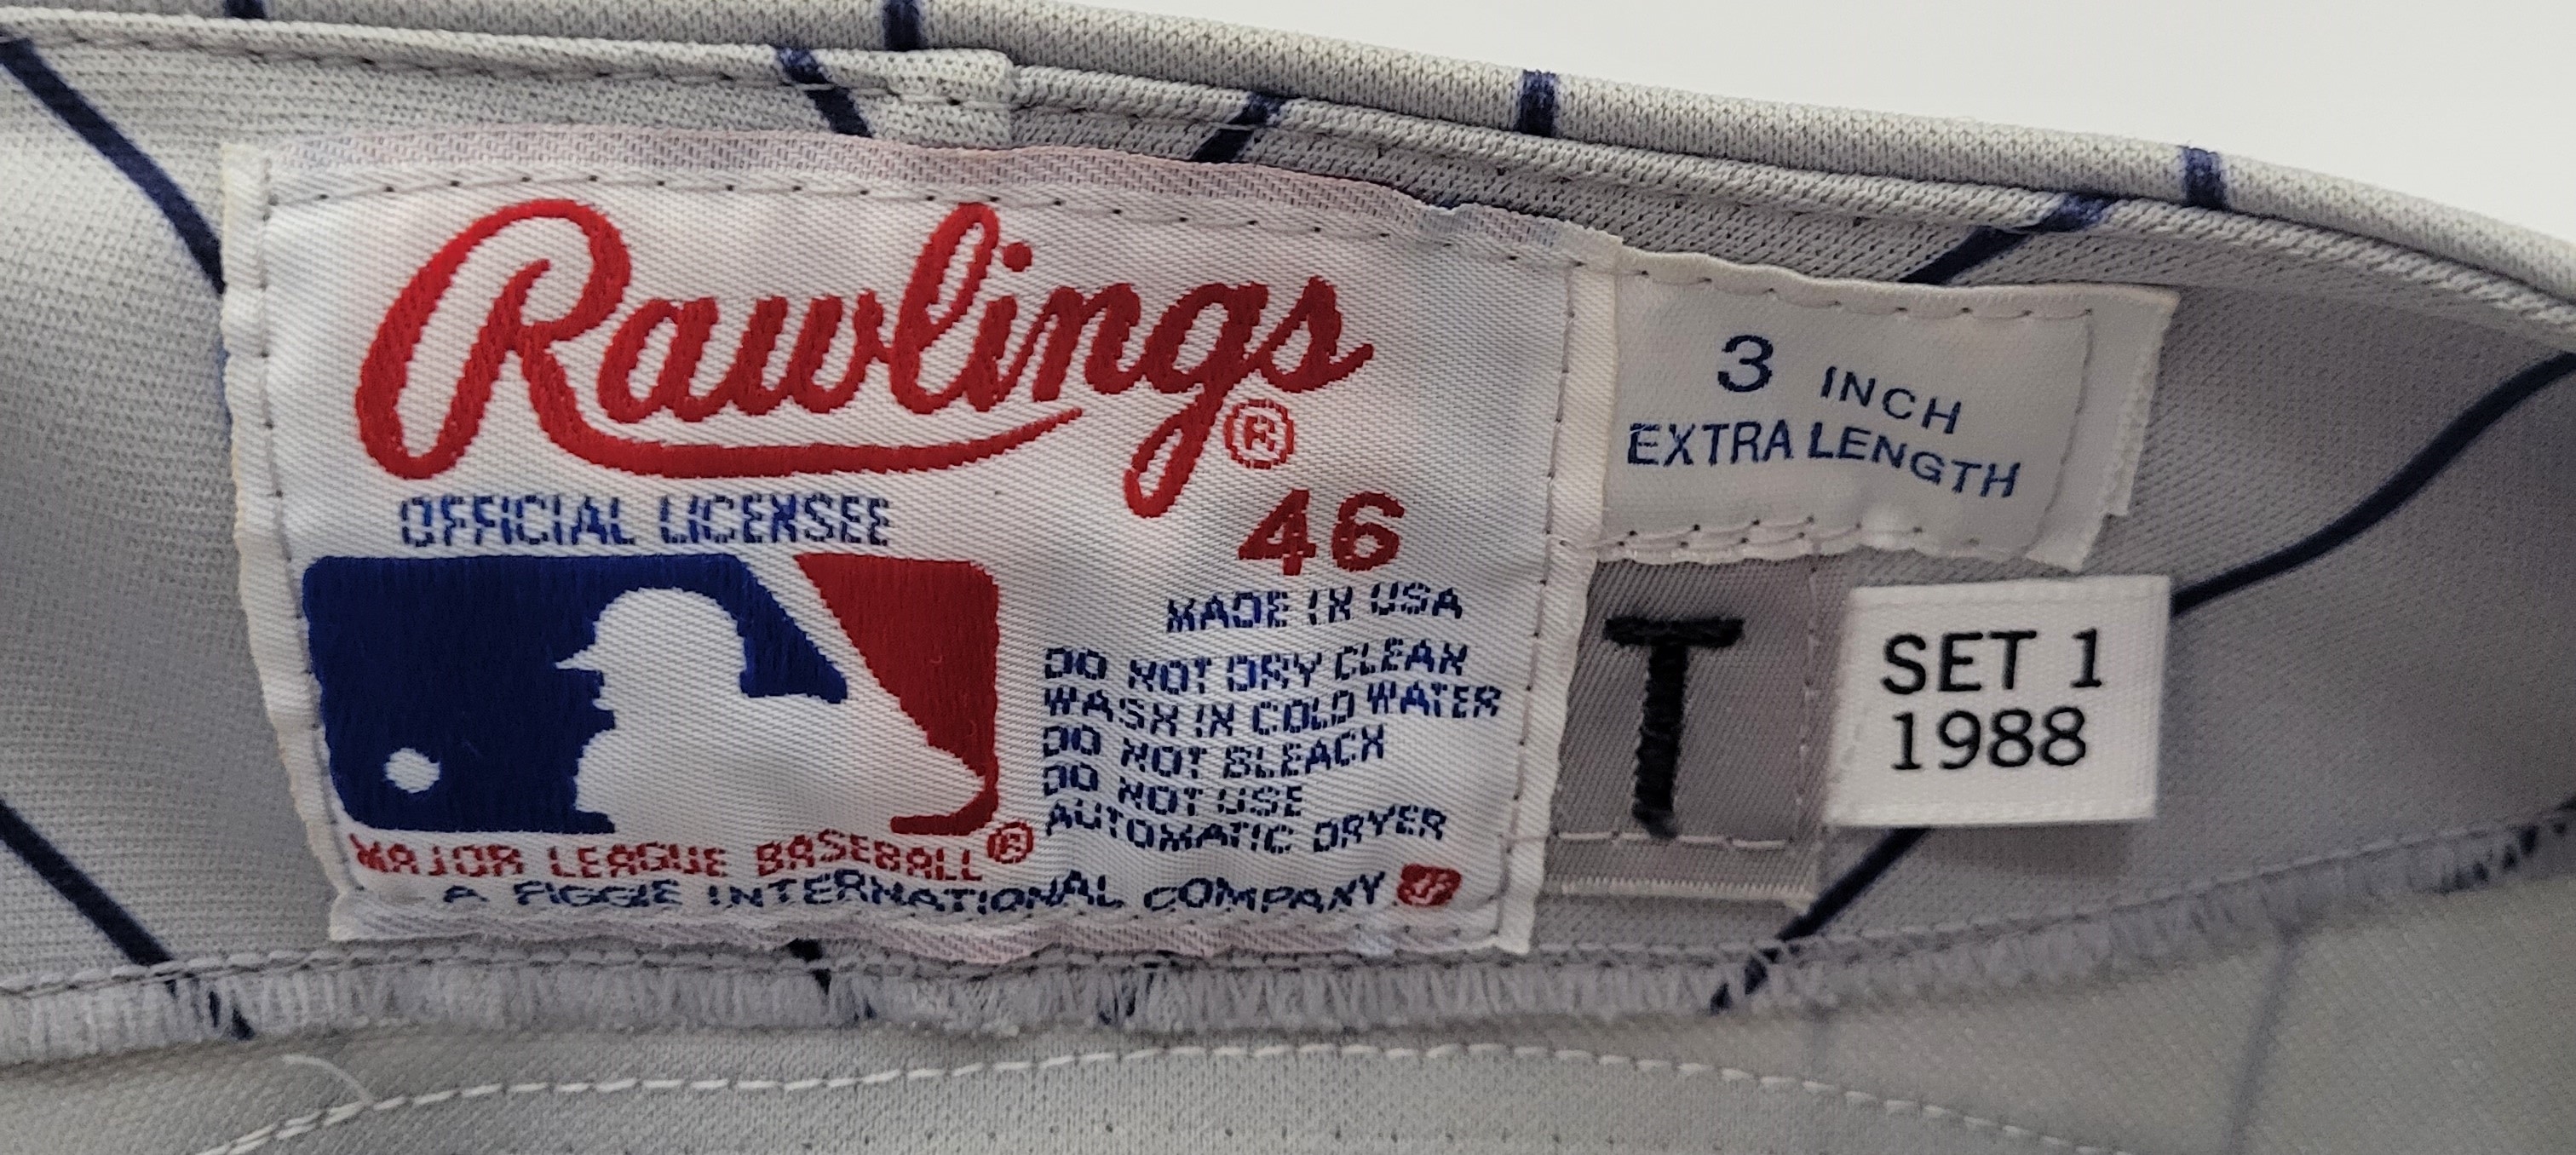 Rawlings®
OFFICIAL LICENSEE
46
MADE IN USA
DO NOT DRY CLEAN
WASH IN COLD WATER
DO NOT BLEACH
DO NOT USE
AUTOMATIC DRYER
MAJOR LEAGUE BASEBALL®
A FIGGIE INTERNATIONAL COMPANY
3 INCH
EXTRA LENGTH
T
SET 1
1988